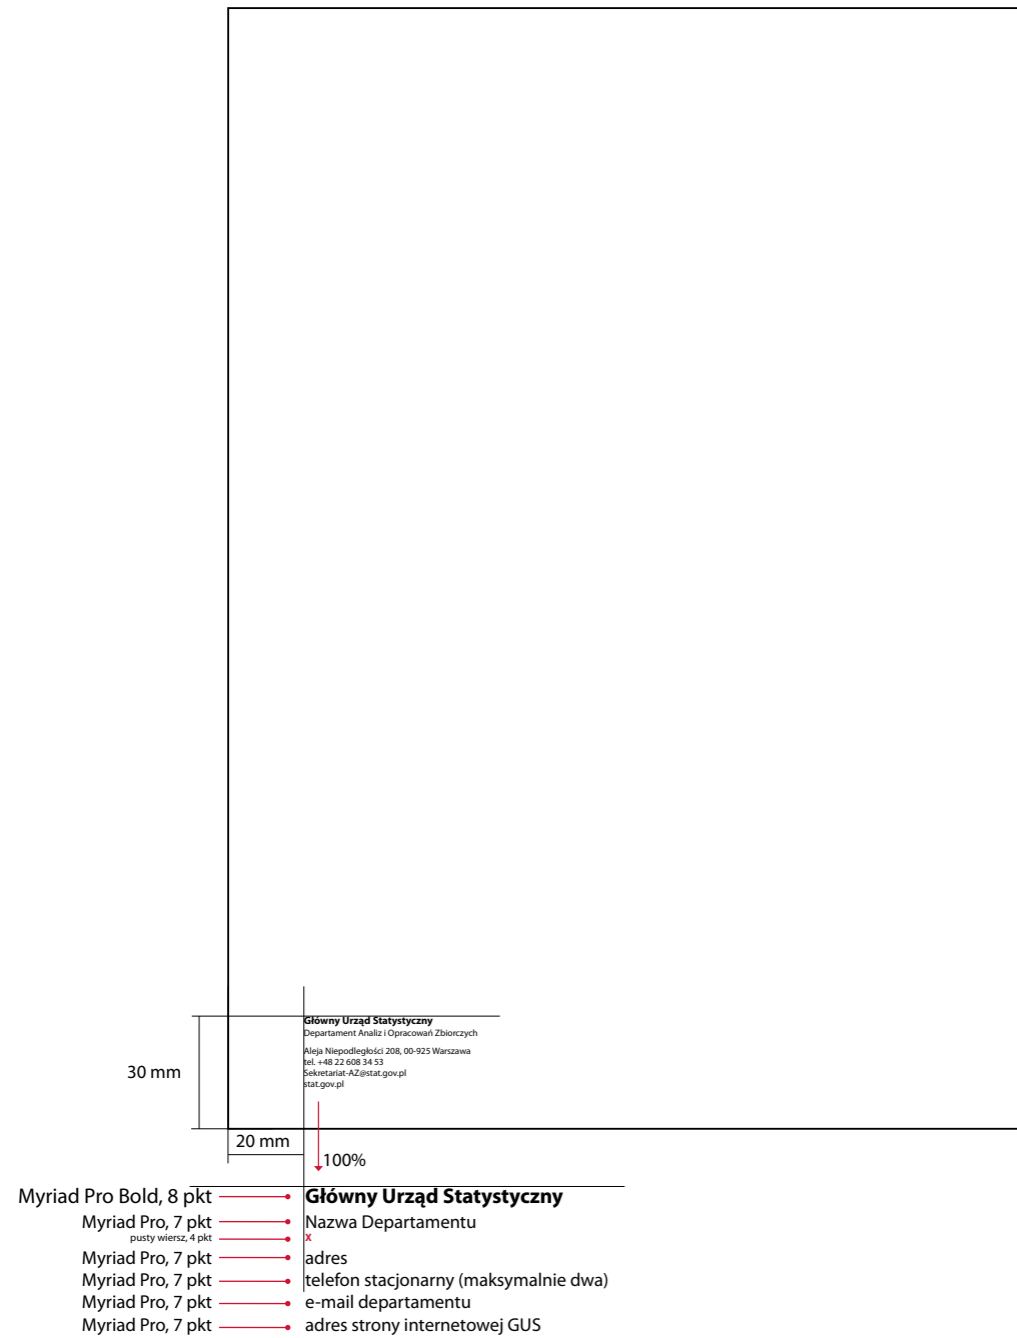 Główny Urząd Statystyczny
Departament Analiz i Opracowań Zbiorczych
Aleja Niepodległości 208, 00-925 Warszawa
tel. +48 22 608 34 53
Sekretariat-AZ@stat.gov.pl
stat.gov.pl
30 mm
20 mm
100%
Myriad Pro Bold, 8 pkt Główny Urząd Statystyczny
Myriad Pro, 7 pkt Nazwa Departamentu
pusty wiersz, 4 pkt x
Myriad Pro, 7 pkt adres
Myriad Pro, 7 pkt telefon stacjonarny (maksymalnie dwa)
Myriad Pro, 7 pkt e-mail departamentu
Myriad Pro, 7 pkt adres strony internetowej GUS